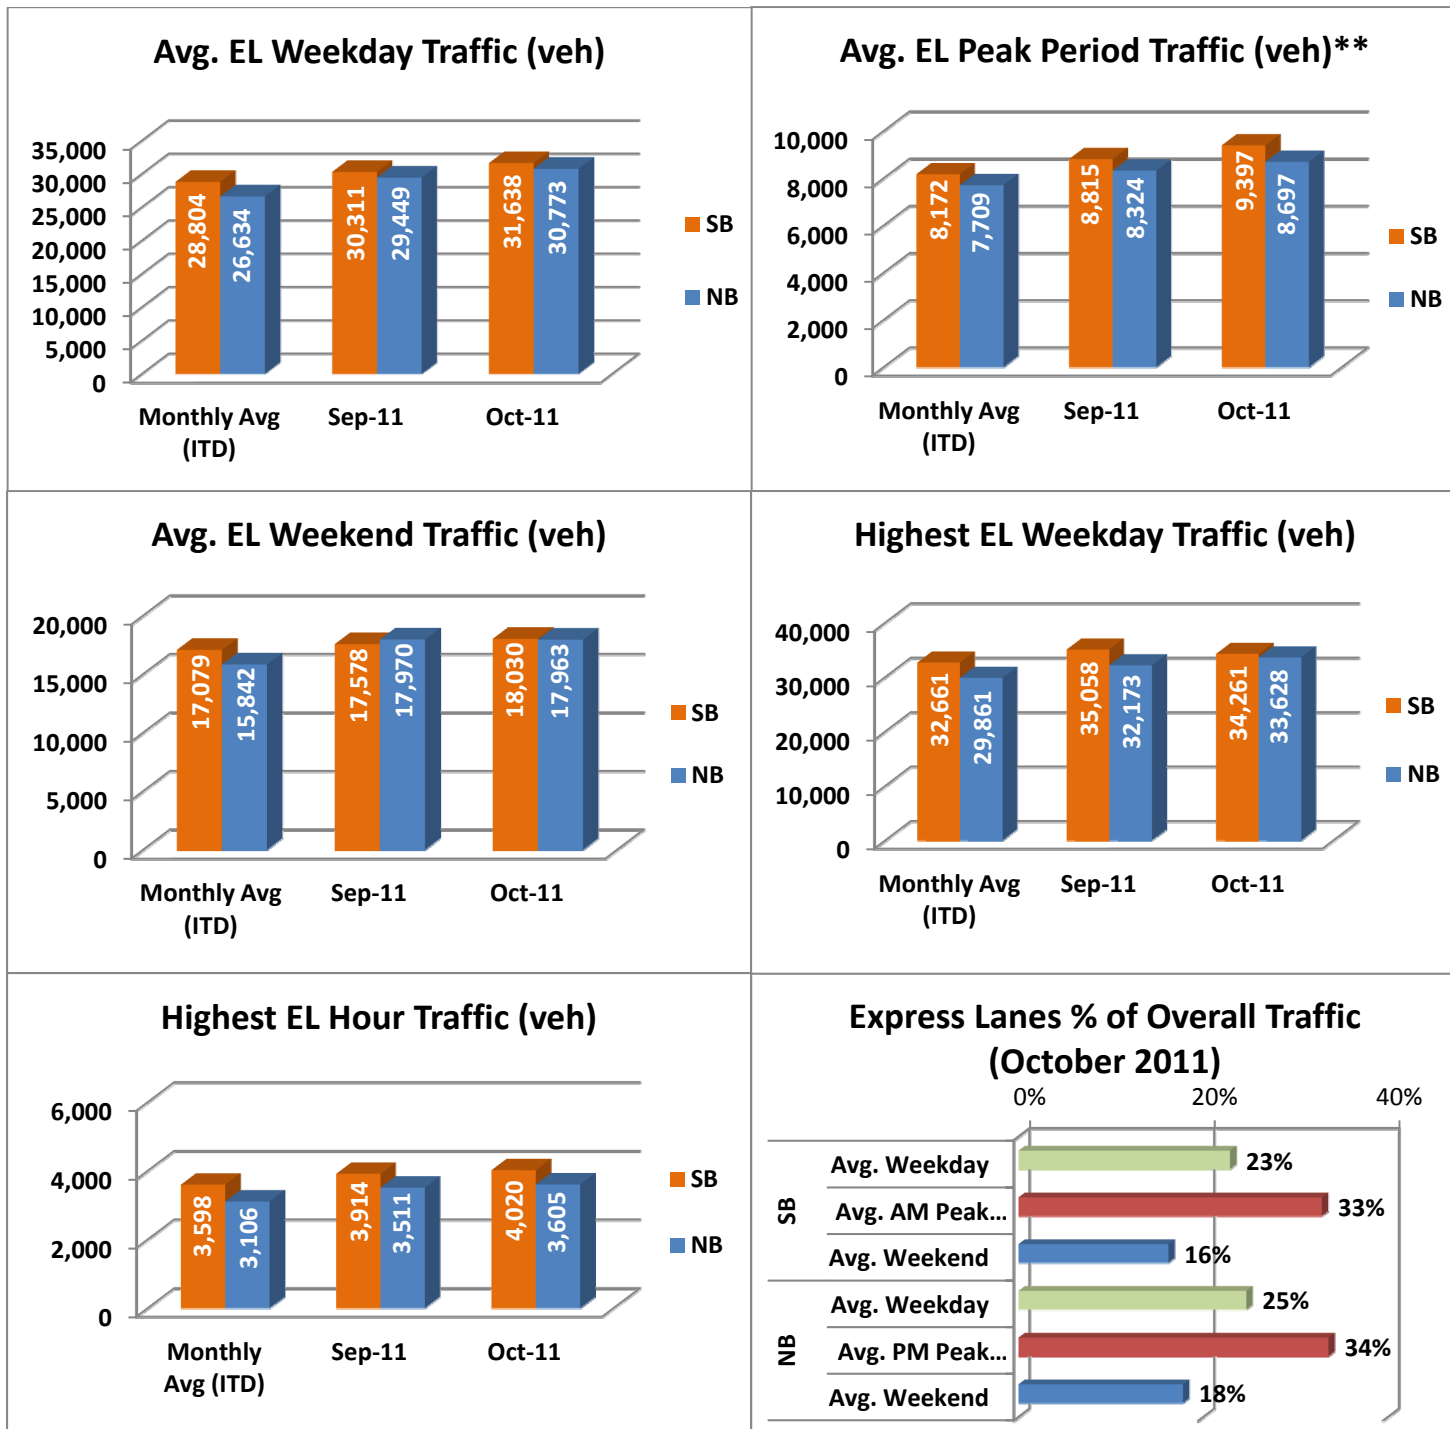 Avg. EL Weekday Traffic (veh)
35,000
30,000
25,000
20,000
15,000
10,000
5,000
0
28,804
26,634
30,311
29,449
31,638
30,773
SB
NB
Monthly Avg
(ITD)
Sep-11
Oct-11
Avg. EL Peak Period Traffic (veh)**
10,000
8,000
6,000
4,000
2,000
0
8,172
7,709
8,815
8,324
9,397
8,697
SB
NB
Monthly Avg
(ITD)
Sep-11
Oct-11
Avg. EL Weekend Traffic (veh)
20,000
15,000
10,000
5,000
0
17,079
15,842
17,578
17,970
18,030
17,963
SB
NB
Monthly Avg
(ITD)
Sep-11
Oct-11
Highest EL Weekday Traffic (veh)
40,000
30,000
20,000
10,000
0
32,661
29,861
35,058
32,173
34,261
33,628
SB
NB
Monthly Avg
(ITD)
Sep-11
Oct-11
Highest EL Hour Traffic (veh)
6,000
4,000
2,000
0
3,598
3,106
3,914
3,511
4,020
3,605
SB
NB
Monthly
Avg (ITD)
Sep-11
Oct-11
Express Lanes % of Overall Traffic
(October 2011)
0% 20% 40%
SB
Avg. Weekday 23%
Avg. AM Peak... 33%
Avg. Weekend 16%
NB
Avg. Weekday 25%
Avg. PM Peak... 34%
Avg. Weekend 18%